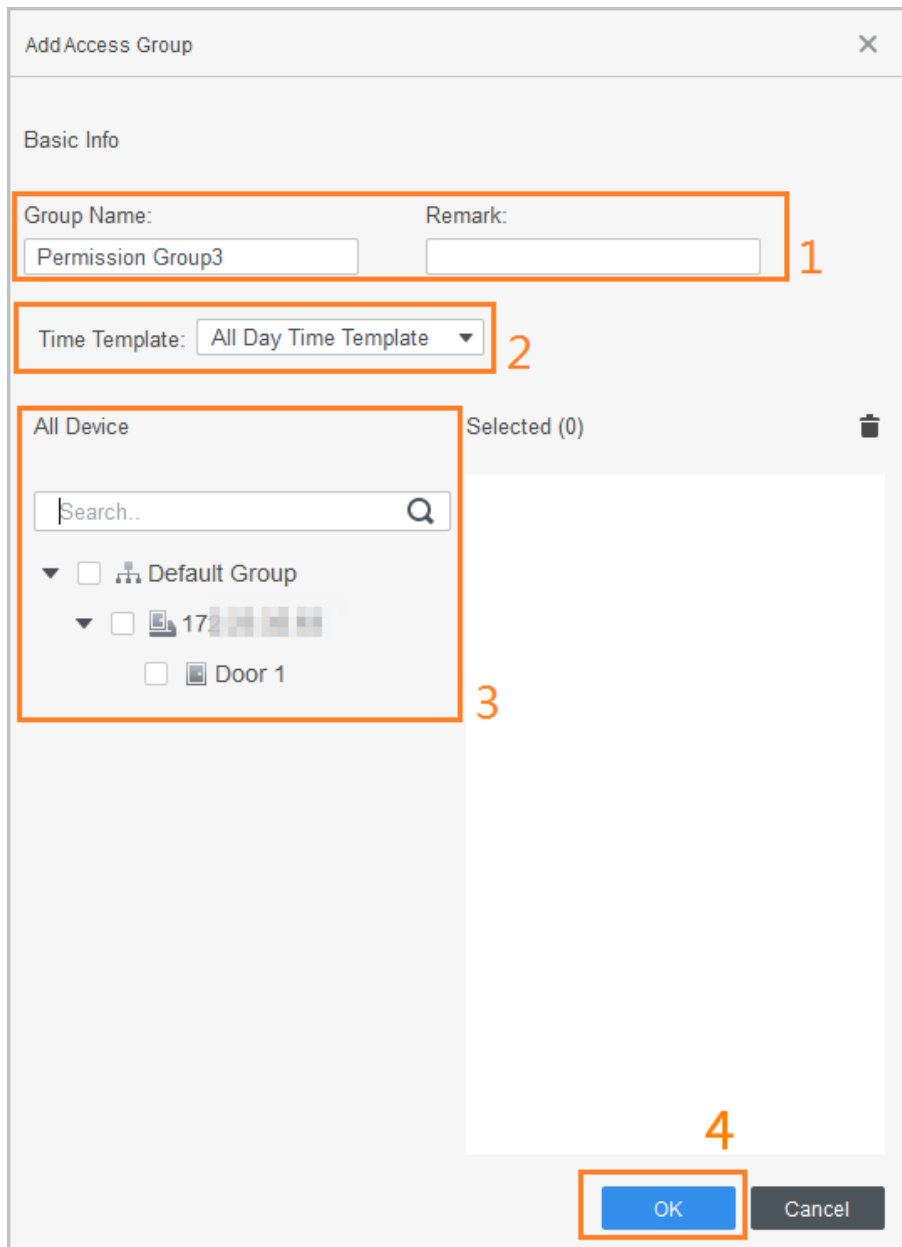 Add Access Group
Basic Info
Group Name: Remark:
Permission Group3
1
Time Template: All Day Time Template
2
All Device Selected (0)
Search..
Default Group
172
Door 1
3
4
OK Cancel